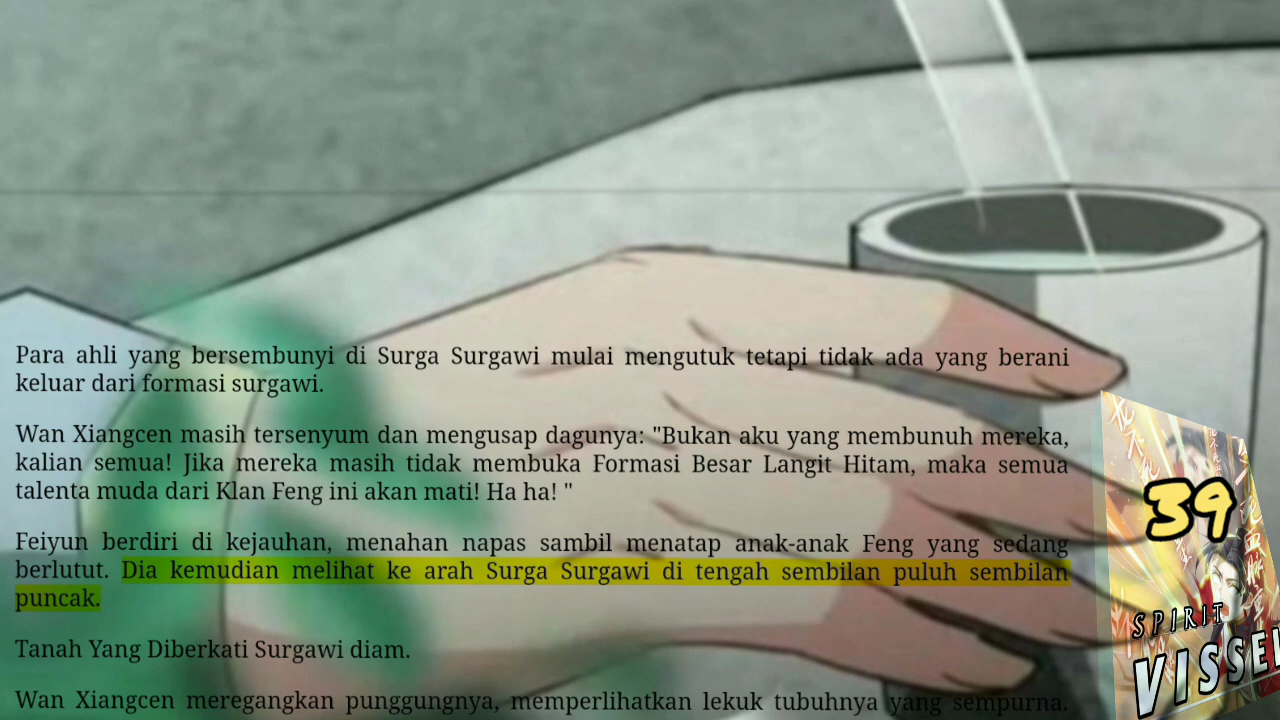 Para ahli yang bersembunyi di Surga Surgawi mulai mengutuk tetapi tidak ada yang berani
keluar dari formasi surgawi.
Wan Xiangcen masih tersenyum dan mengusap dagunya: "Bukan aku yang membunuh mereka,
kalian semua! Jika mereka masih tidak membuka Formasi Besar Langit Hitam, maka semua
talenta muda dari Klan Feng ini akan mati! Ha ha! "
Feiyun berdiri di kejauhan, menahan napas sambil menatap anak-anak Feng yang sedang
berlutut. Dia kemudian melihat ke arah Surga Surgawi di tengah sembilan puluh sembilan
puncak.
Tanah Yang Diberkati Surgawi diam.
Wan Xiangcen meregangkan punggungnya, memperlihatkan lekuk tubuhnya yang sempurna.
39
SPIRIT
VISSEL